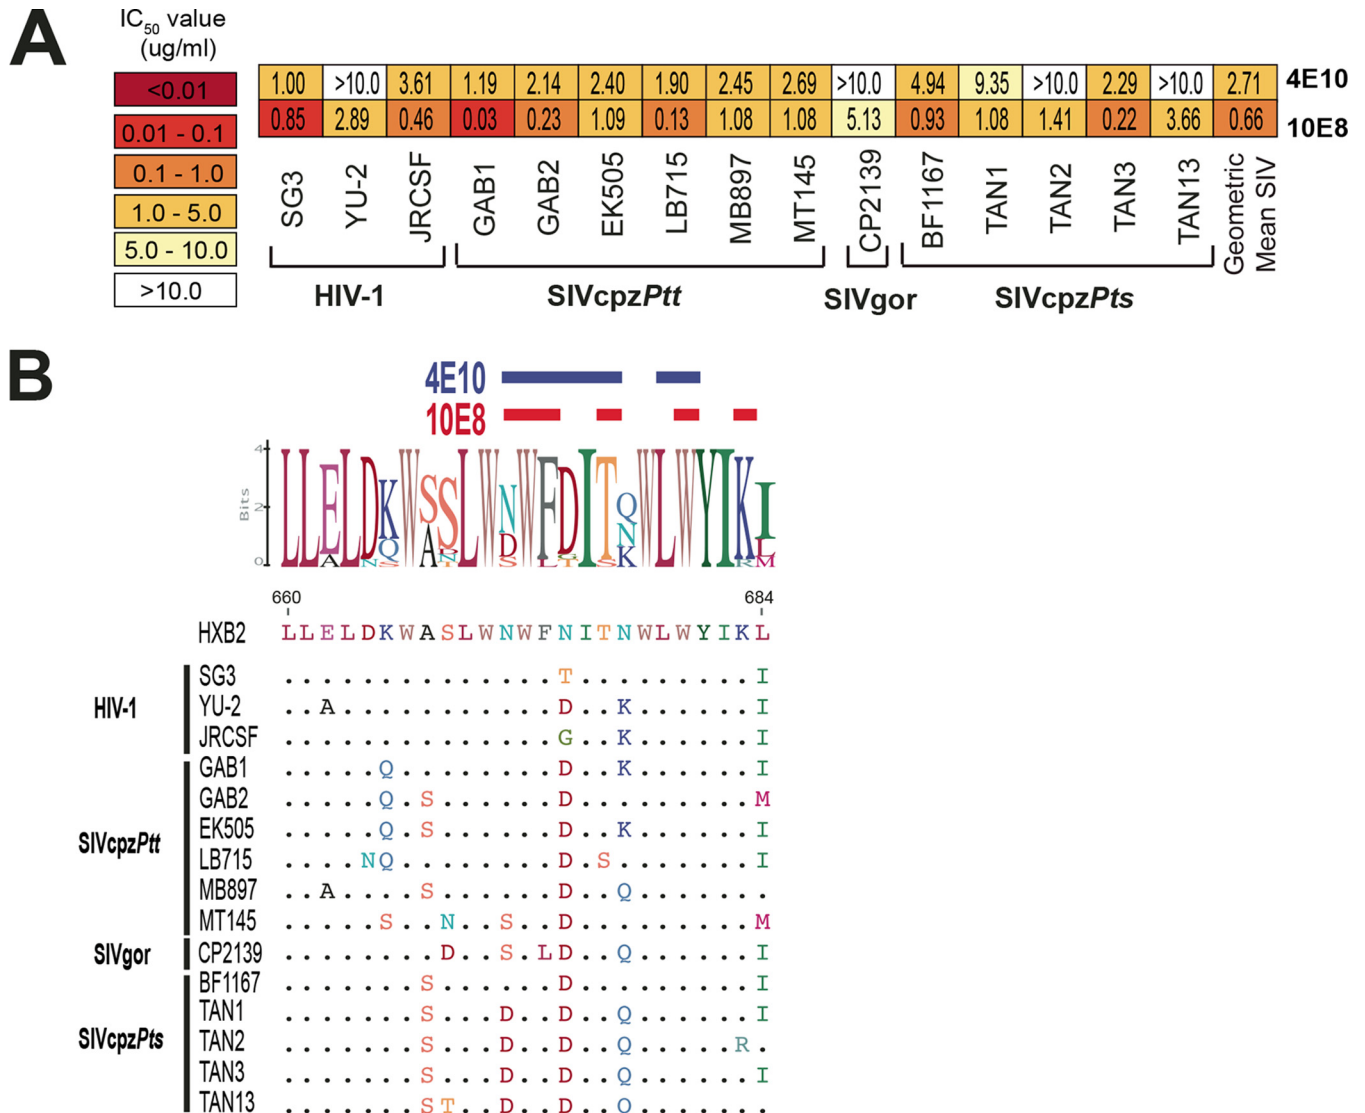 A
IC50 value
(ug/ml)
<0.01
0.01 - 0.1
0.1 - 1.0
1.0 - 5.0
5.0 - 10.0
>10.0
1.00 >10.0 3.61 1.19 2.14 2.40 1.90 2.45 2.69 >10.0 4.94 9.35 >10.0 2.29 >10.0 2.71 4E10
0.85 2.89 0.46 0.03 0.23 1.09 0.13 1.08 1.08 5.13 0.93 1.08 1.41 0.22 3.66 0.66 10E8
SG3 YU-2 JRCSF GAB1 GAB2 EK505 LB715 MB897 MT145 CP2139 BF1167 TAN1 TAN2 TAN3 TAN13 Geometric Mean SIV
HIV-1 SIVcpzPtt SIVgor SIVcpzPts
B
4E10
10E8
Bits
4
2
0
660 684
HXB2 LLELDKWASLWNWFNITNWLWYIKL
SG3 ..............T.........I
YU-2 ..A...........D..K......I
JRCSF ..............G..K......I
GAB1 .....Q........D..K......I
GAB2 .....Q.S......D.........M
EK505 .....Q.S......D..K......I
LB715 ....NQ........D.S.......I
MB897 ..A....S......D..Q.......
MT145 .....S..N..S..D.........M
CP2139 ........D..S.LD..Q......I
BF1167 .......S......D.........I
TAN1 .......S...D..D..Q......I
TAN2 .......S...D..D..Q.....R.
TAN3 .......S...D..D..Q......I
TAN13 .......ST..D..D..Q.......
HIV-1
SIVcpzPtt
SIVgor
SIVcpzPts